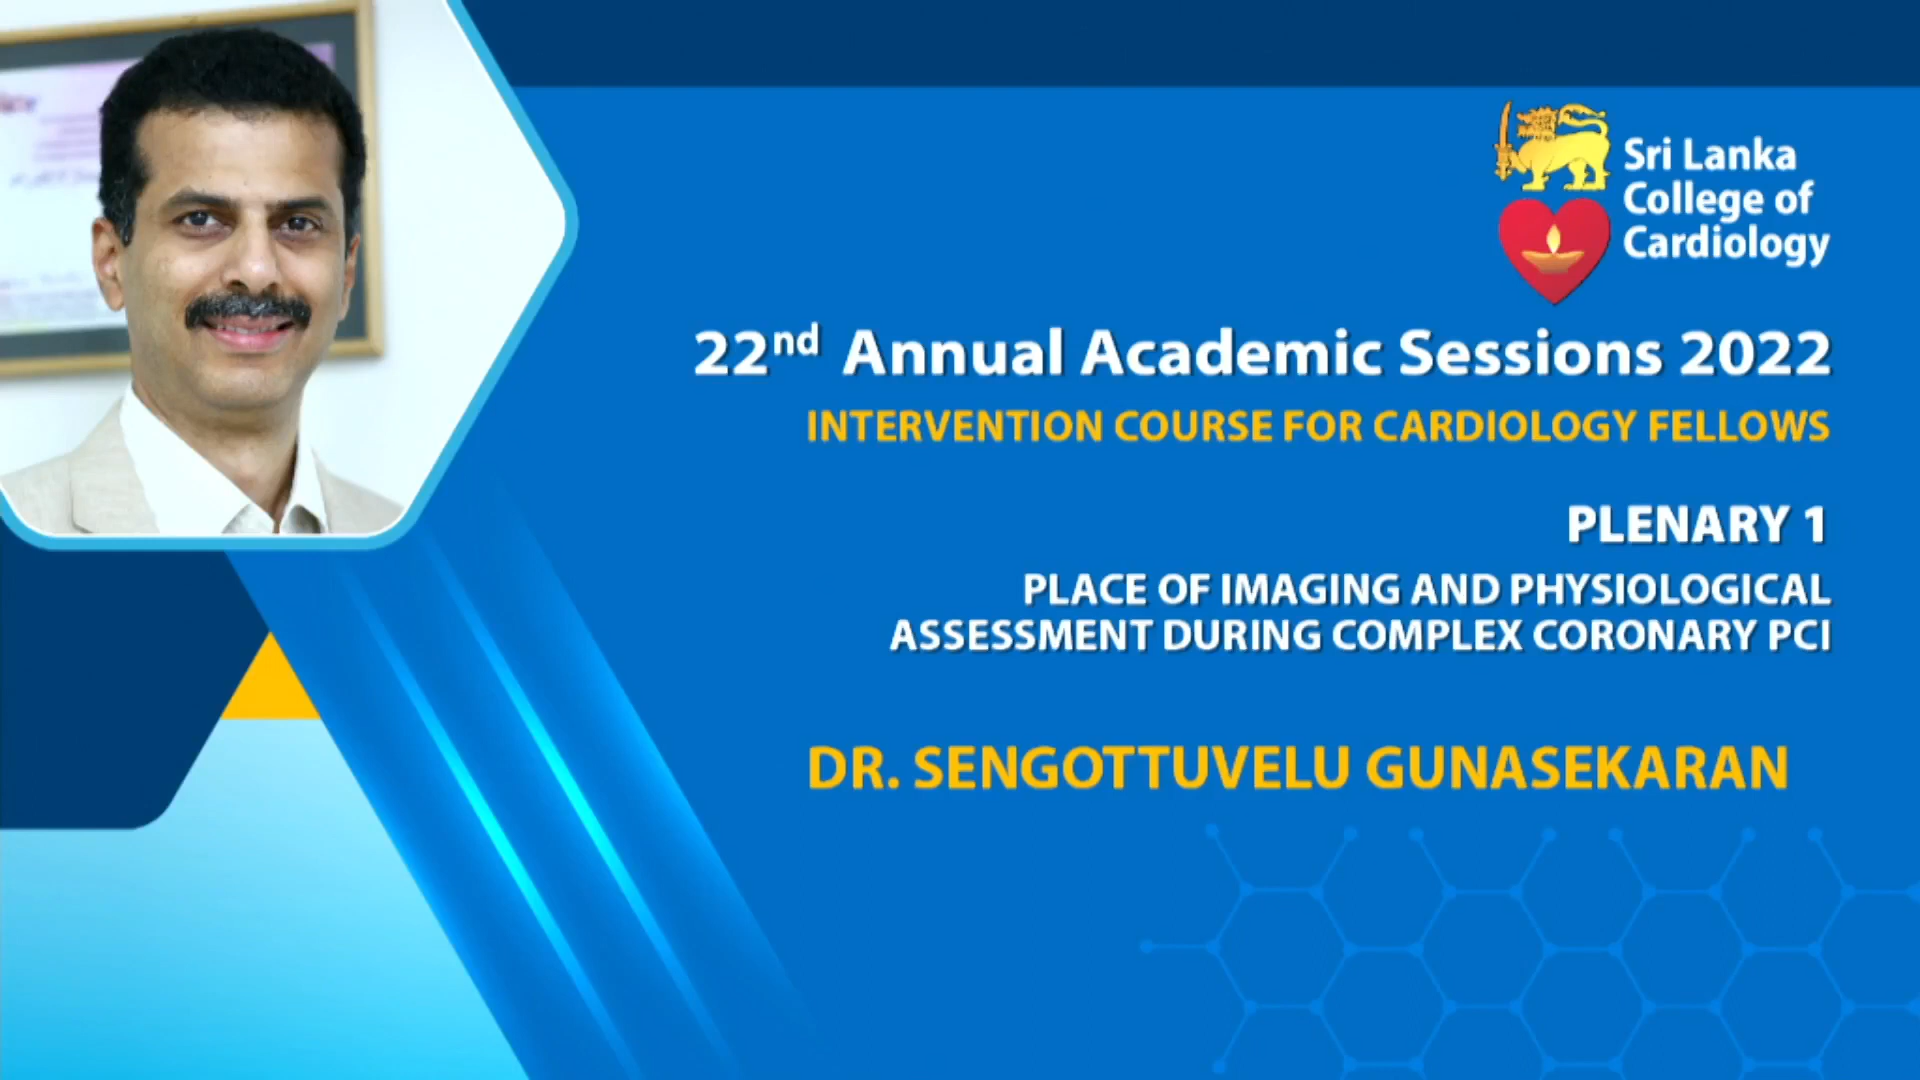 Sri Lanka
College of
Cardiology
22nd Annual Academic Sessions 2022
INTERVENTION COURSE FOR CARDIOLOGY FELLOWS
PLENARY 1
PLACE OF IMAGING AND PHYSIOLOGICAL
ASSESSMENT DURING COMPLEX CORONARY PCI
DR. SENGOTTUVELU GUNASEKARAN